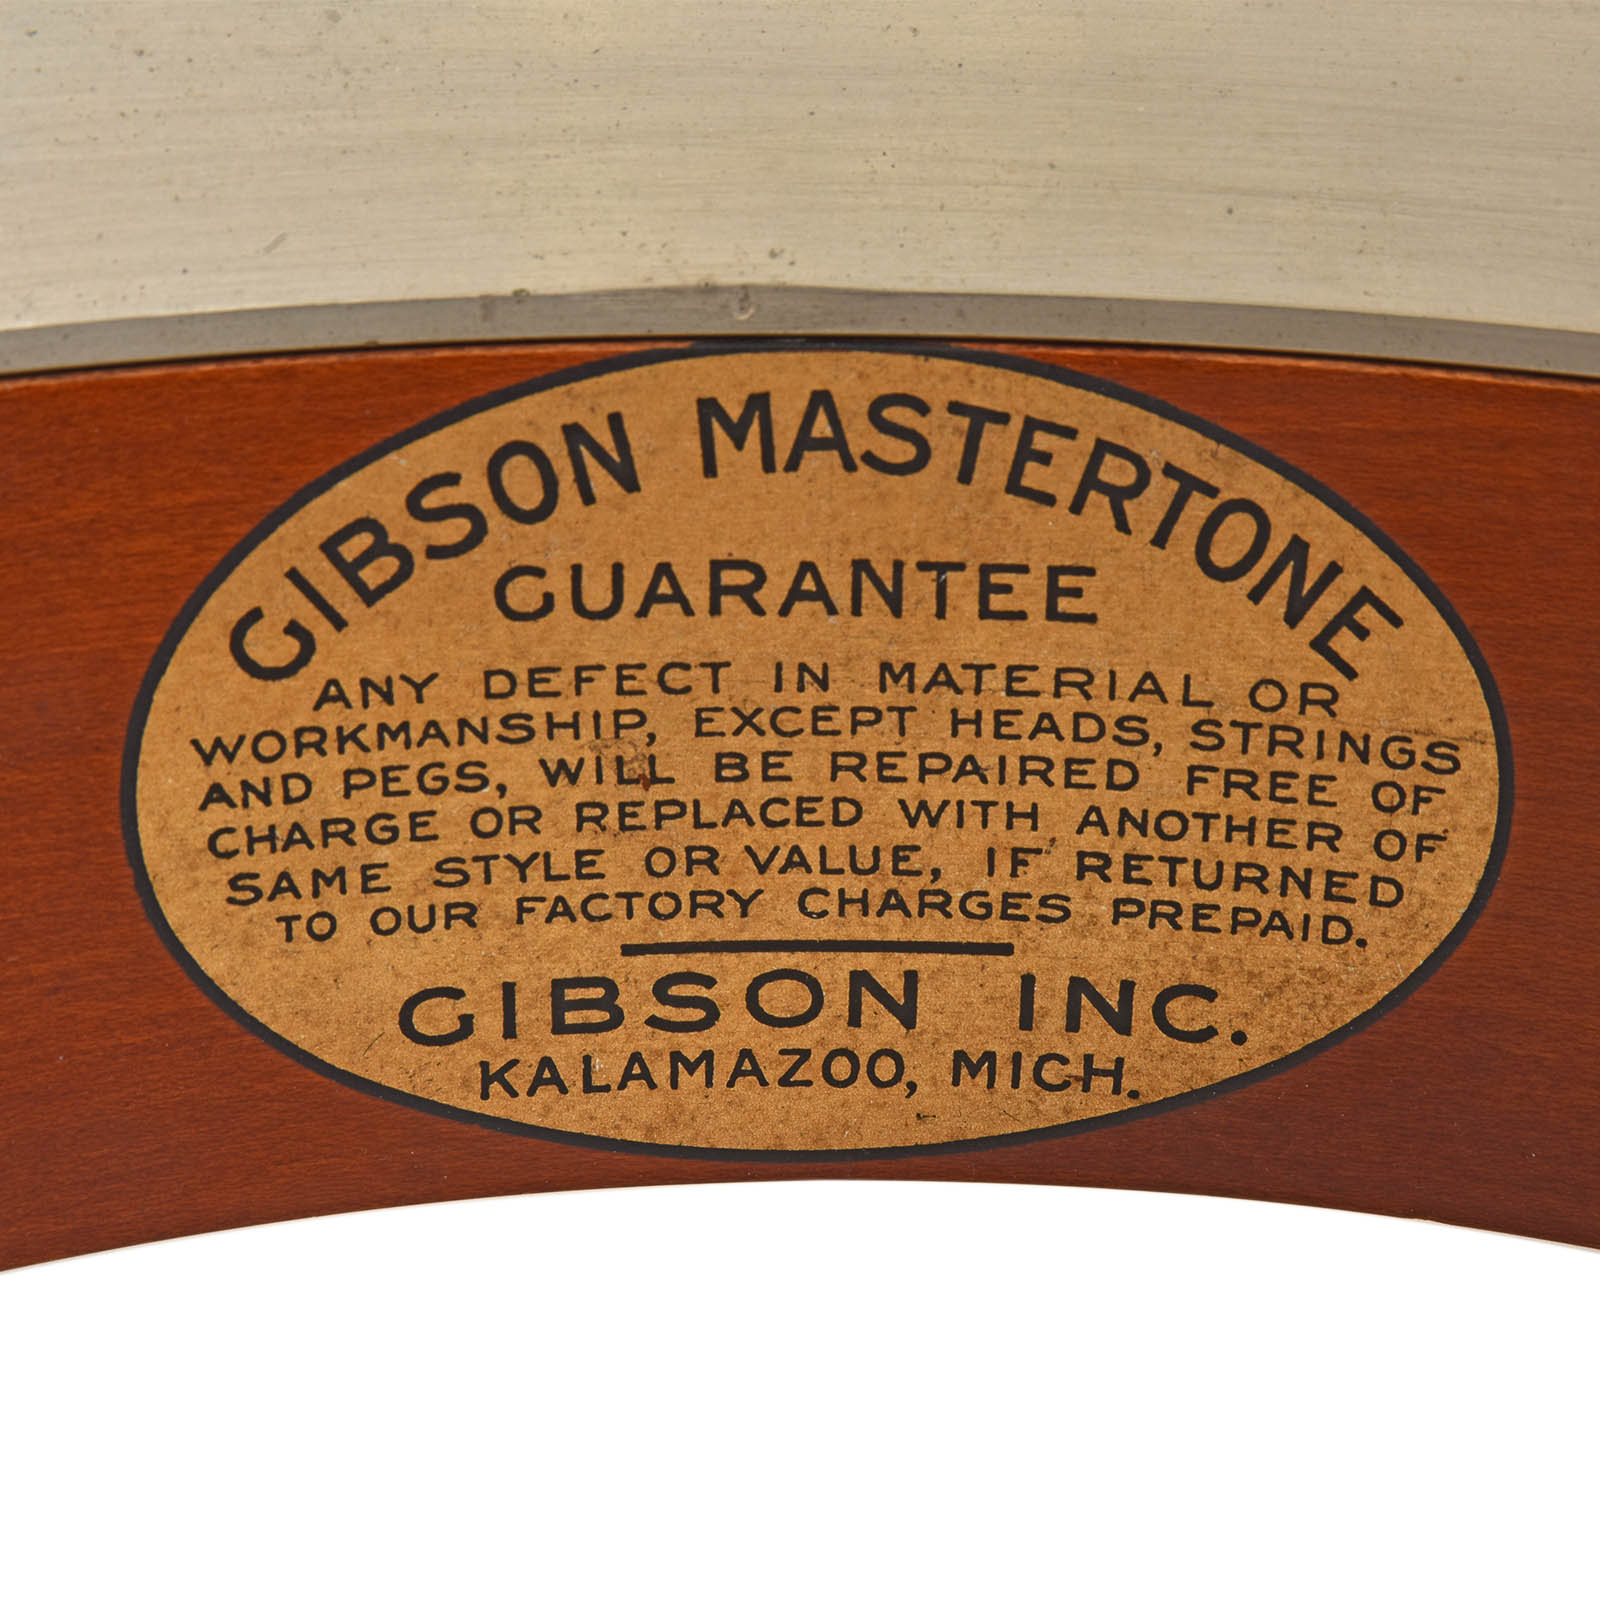 GIBSON MASTERTONE
GUARANTEE
ANY DEFECT IN MATERIAL OR
WORKMANSHIP, EXCEPT HEADS, STRINGS
AND PEGS, WILL BE REPAIRED FREE OF
CHARGE OR REPLACED WITH ANOTHER OF
SAME STYLE OR VALUE, IF RETURNED
TO OUR FACTORY CHARGES PREPAID.
GIBSON INC.
KALAMAZOO, MICH.